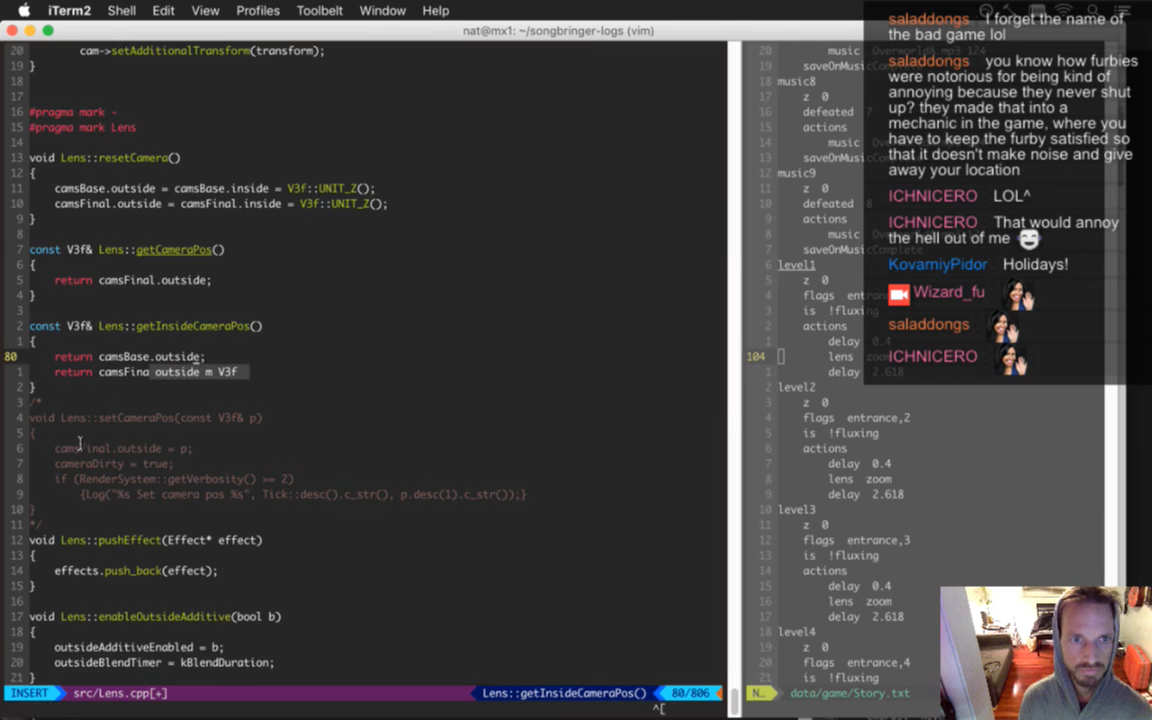 iTerm2 Shell Edit View Profiles Toolbelt Window Help
nat@mx1: ~/songbringer-logs (vim)
20 cam->setAdditionalTransform(transform);
19 }
18
17
16 #pragma mark -
15 #pragma mark Lens
14
13 void Lens::resetCamera()
12 {
11 camsBase.outside = camsBase.inside = V3f::UNIT_Z();
10 camsFinal.outside = camsFinal.inside = V3f::UNIT_Z();
9 }
8
7 const V3f& Lens::getCameraPos()
6 {
5 return camsFinal.outside;
4 }
3
2 const V3f& Lens::getInsideCameraPos()
1 {
80 return camsBase.outside;
1 return camsFina outside m V3f
2 }
3 /*
4 void Lens::setCameraPos(const V3f& p)
5 {
6 camsFinal.outside = p;
7 cameraDirty = true;
8 if (RenderSystem::getVerbosity() >= 2)
9 {Log("%s Set camera pos %s", Tick::desc().c_str(), p.desc(1).c_str());}
10 }
11 */
12 void Lens::pushEffect(Effect* effect)
13 {
14 effects.push_back(effect);
15 }
16
17 void Lens::enableOutsideAdditive(bool b)
18 {
19 outsideAdditiveEnabled = b;
20 outsideBlendTimer = kBlendDuration;
21 }
INSERT src/Lens.cpp[+] Lens::getInsideCameraPos() 80/806
^[
20 music Overworld .mp3 124
19 saveOnMusicComplete
18 music8
17 z 0
16 defeated 7
15 actions
14 music
13 saveOnMusicComplete
12 music9
11 z 0
10 defeated 8
9 actions
8 music
7 saveOnMusicComplete
6 level1
5 z 0
4 flags entra
3 is !fluxing
2 actions
1 delay 0.4
104 lens zoom
1 delay 2.618
2 level2
3 z 0
4 flags entrance,2
5 is !fluxing
6 actions
7 delay 0.4
8 lens zoom
9 delay 2.618
10 level3
11 z 0
12 flags entrance,3
13 is !fluxing
14 actions
15 delay 0.4
16 lens zoom
17 delay 2.618
18 level4
19 z 0
20 flags entrance,4
21 is !fluxing
N… data/game/Story.txt
saladdongs I forget the name of
the bad game lol
saladdongs you know how furbies
were notorious for being kind of
annoying because they never shut
up? they made that into a
mechanic in the game, where you
have to keep the furby satisfied so
that it doesn't make noise and give
away your location
ICHNICERO LOL^
ICHNICERO That would annoy
the hell out of me
KovarniyPidor Holidays!
Wizard_fu
saladdongs
ICHNICERO